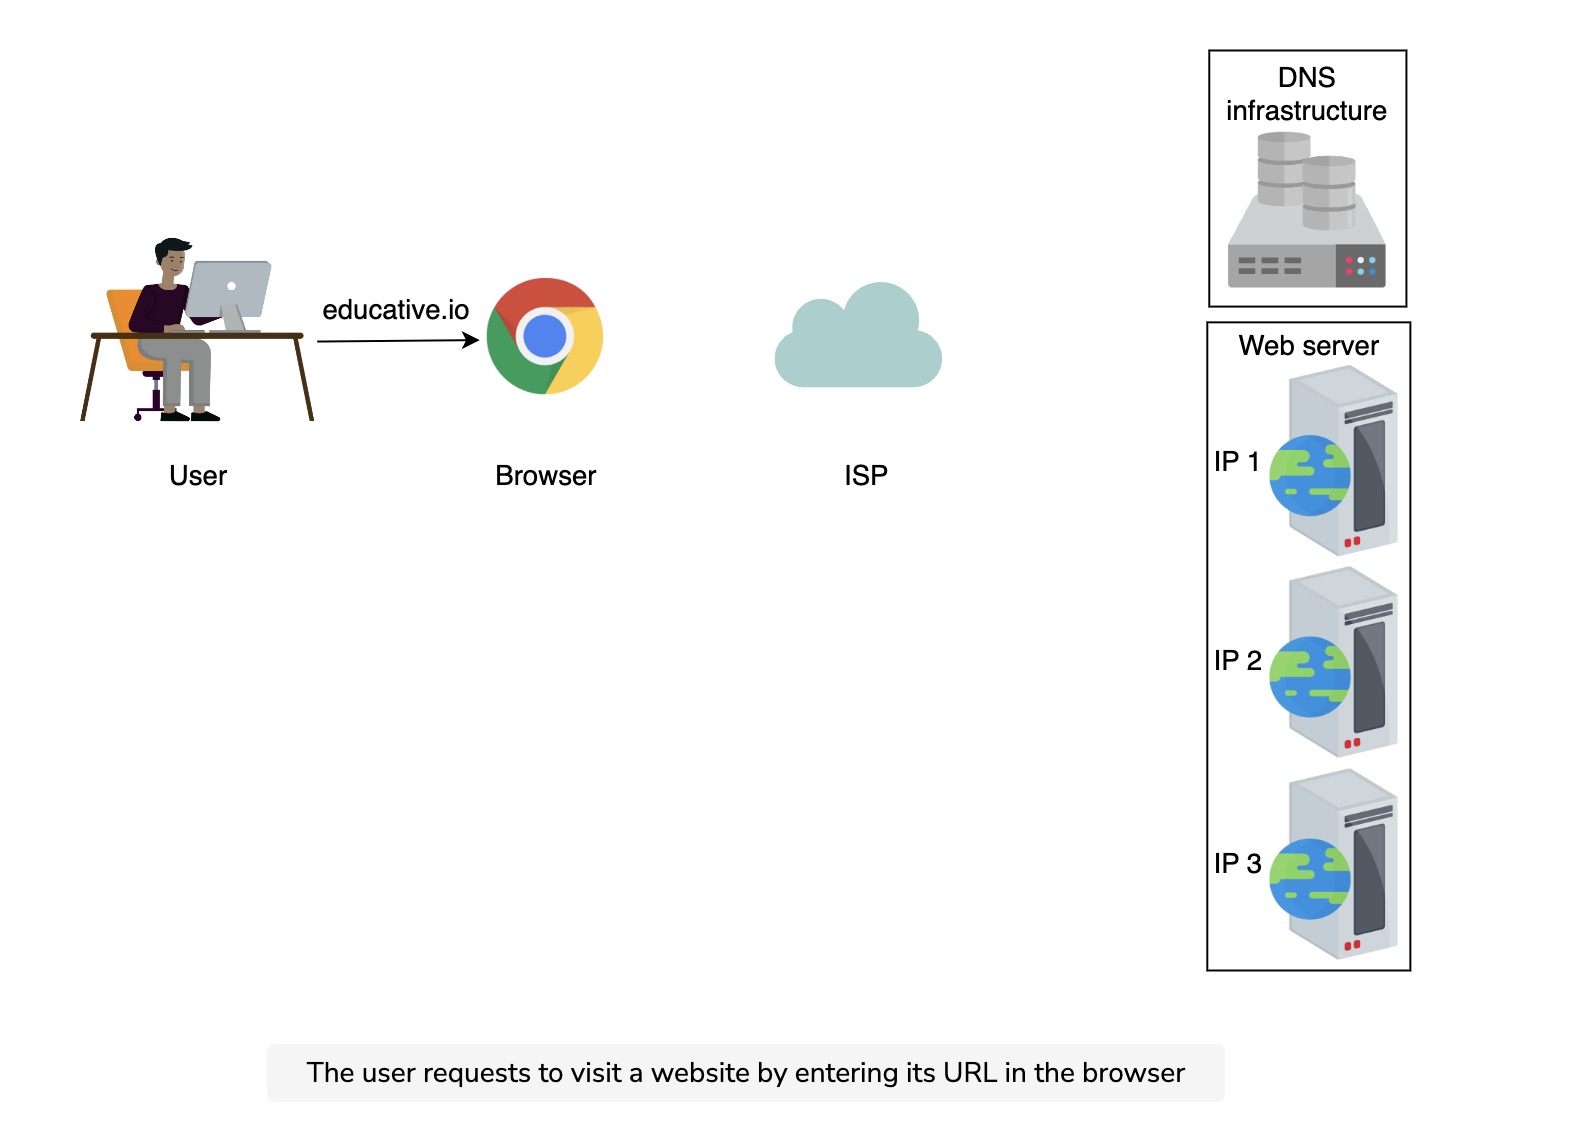 DNS
infrastructure
educative.io
User
Browser
ISP
Web server
IP 1
IP 2
IP 3
The user requests to visit a website by entering its URL in the browser